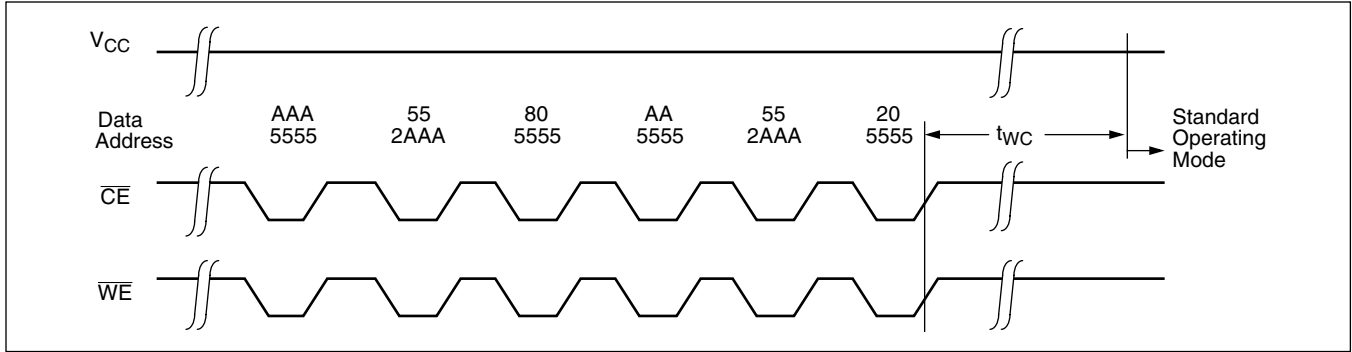 VCC
Data AAA 55 80 AA 55 20
Address 5555 2AAA 5555 5555 2AAA 5555
tWC
Standard
Operating
Mode
CE
WE